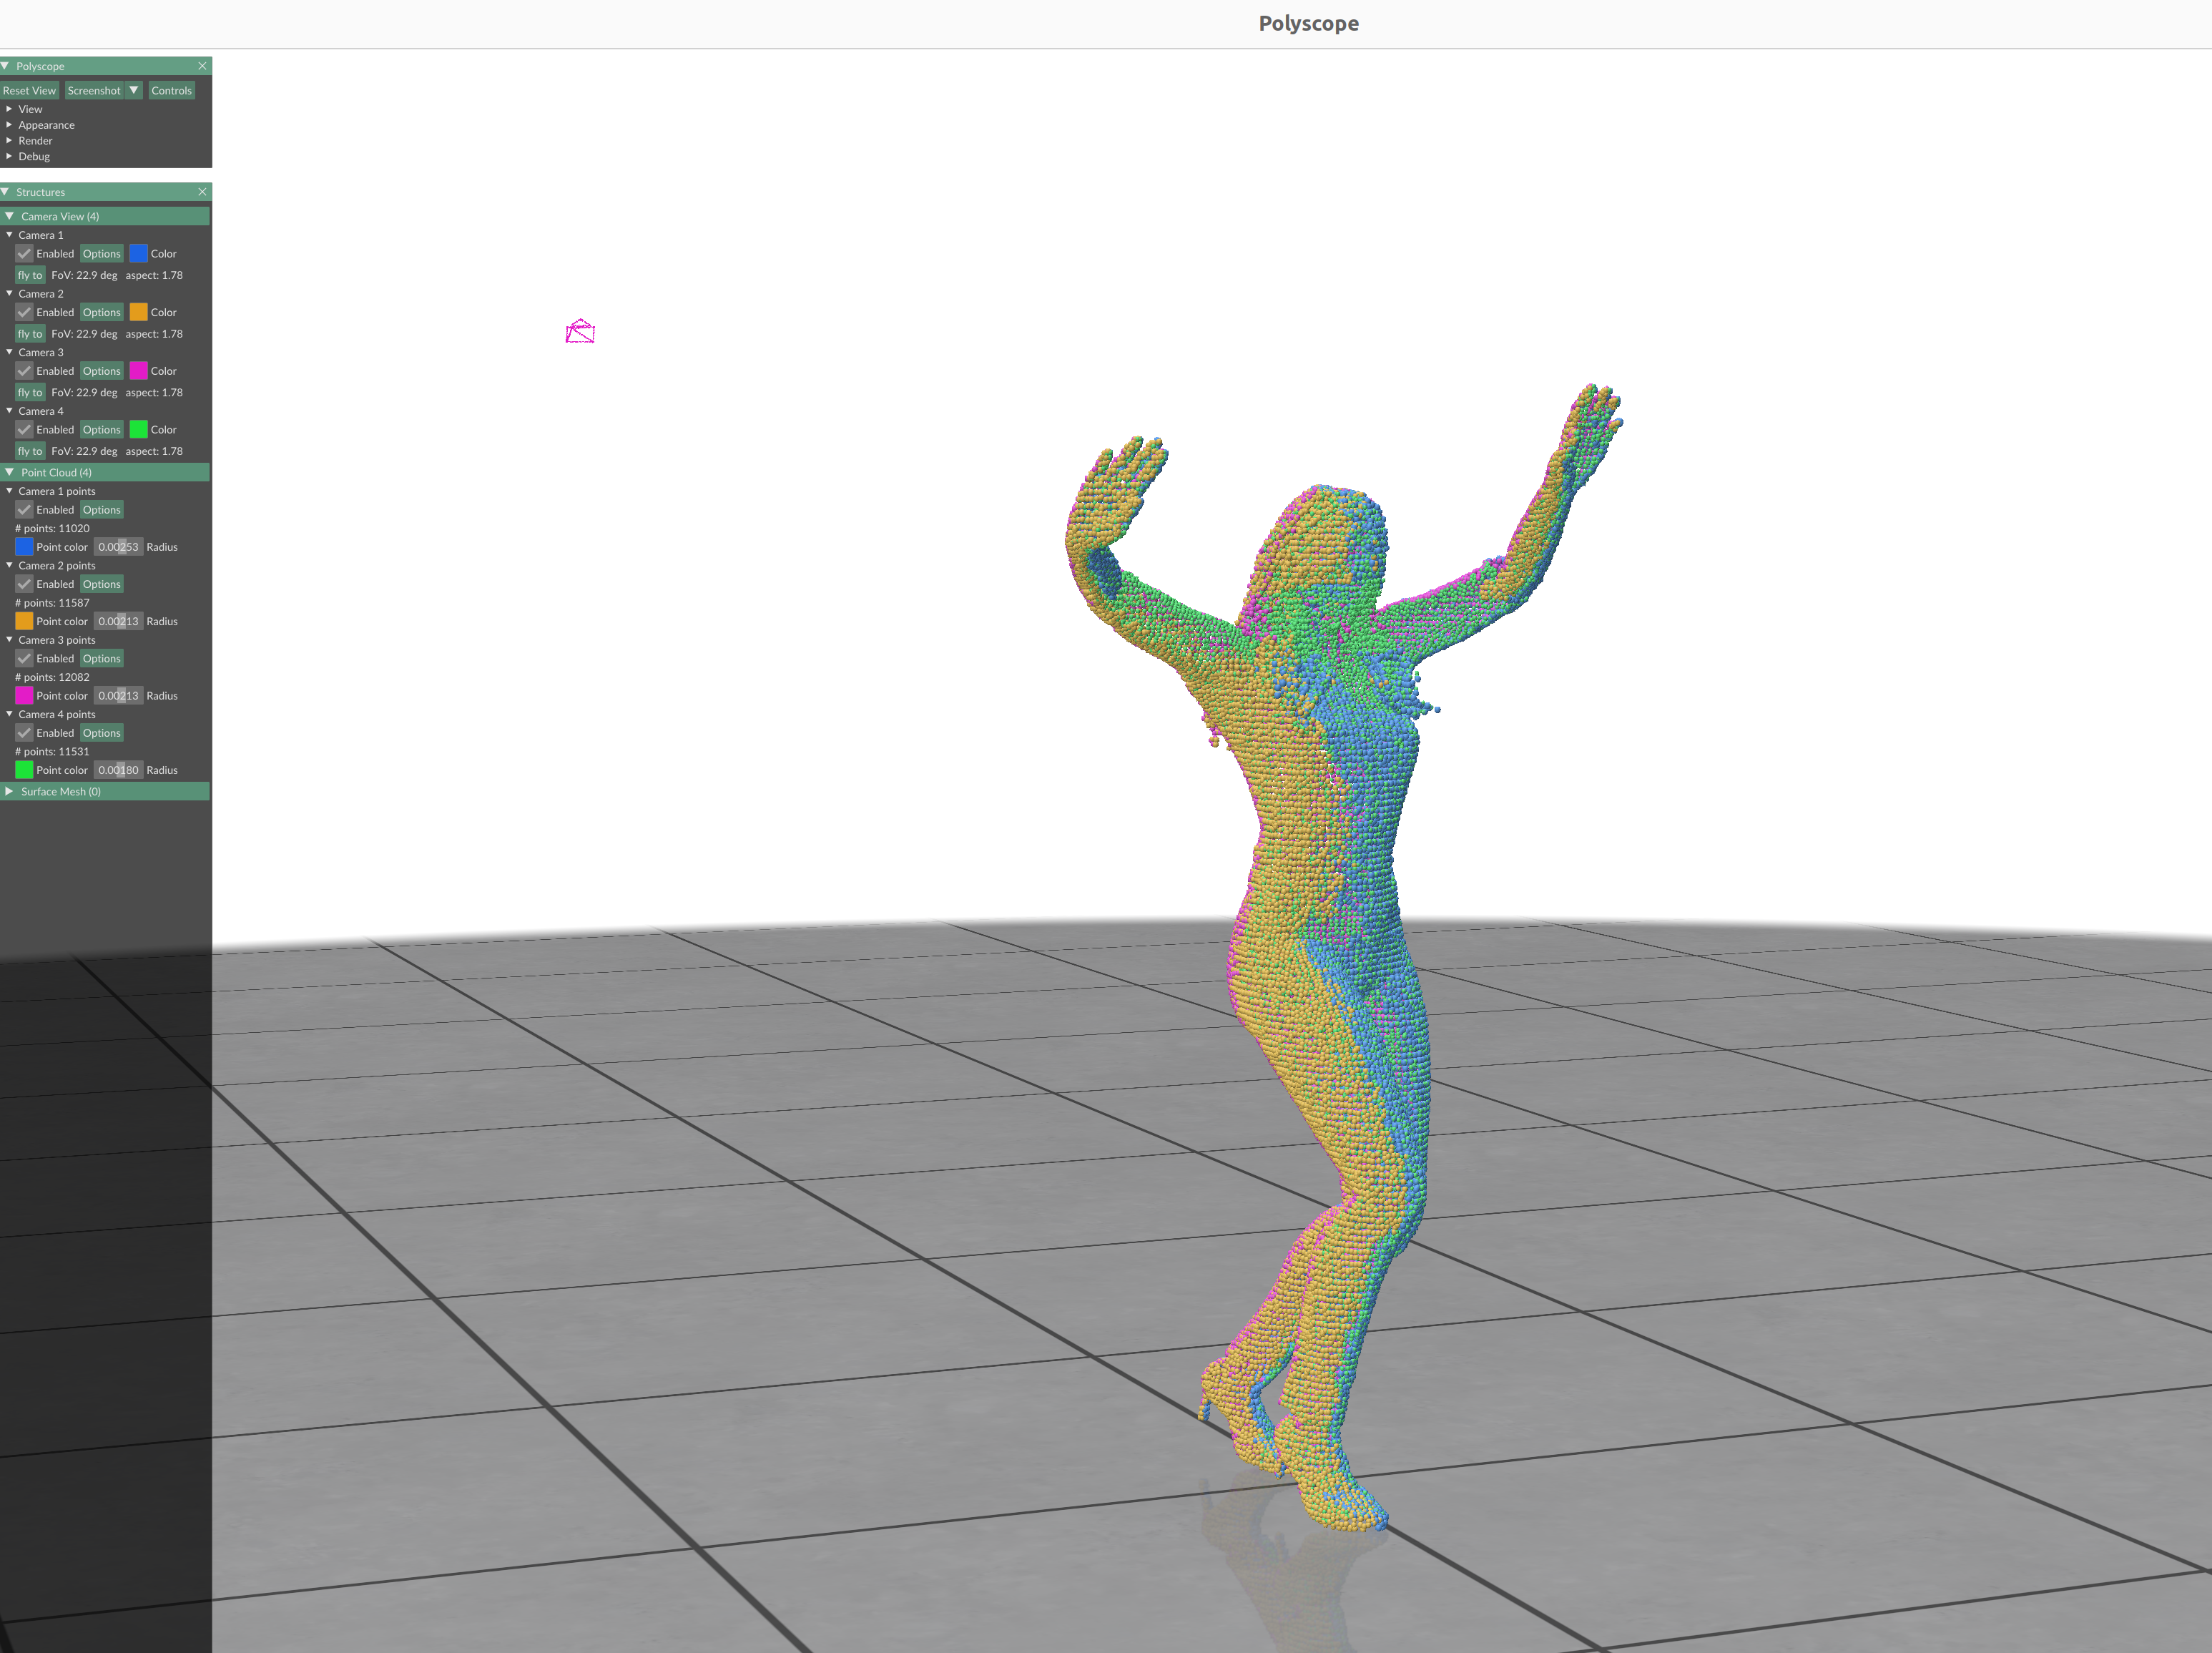 Polyscope
Polyscope
Reset View Screenshot Controls
View
Appearance
Render
Debug
Structures
Camera View (4)
Camera 1
Enabled Options Color
fly to FoV: 22.9 deg aspect: 1.78
Camera 2
Enabled Options Color
fly to FoV: 22.9 deg aspect: 1.78
Camera 3
Enabled Options Color
fly to FoV: 22.9 deg aspect: 1.78
Camera 4
Enabled Options Color
fly to FoV: 22.9 deg aspect: 1.78
Point Cloud (4)
Camera 1 points
Enabled Options
# points: 11020
Point color 0.00253 Radius
Camera 2 points
Enabled Options
# points: 11587
Point color 0.00213 Radius
Camera 3 points
Enabled Options
# points: 12082
Point color 0.00213 Radius
Camera 4 points
Enabled Options
# points: 11531
Point color 0.00180 Radius
Surface Mesh (0)